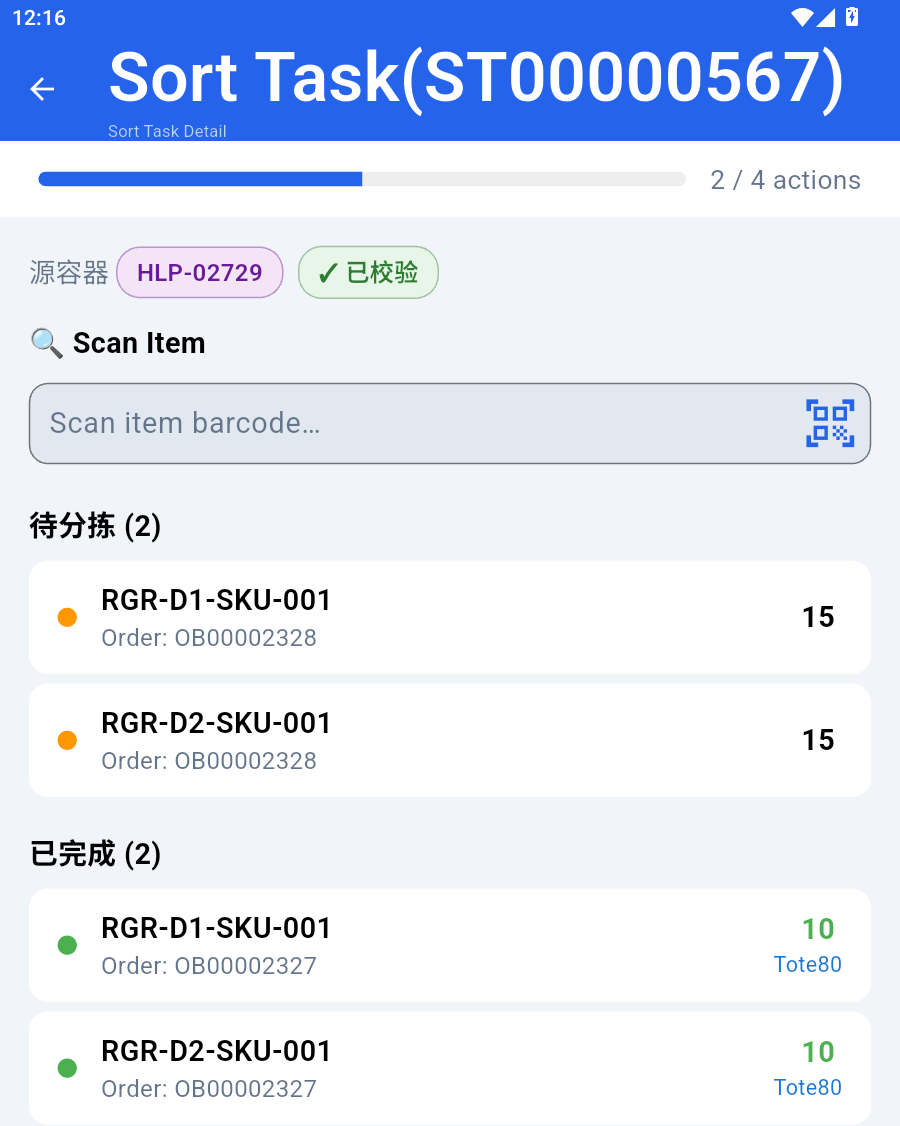 12:16
Sort Task(ST00000567)
Sort Task Detail
2 / 4 actions
源容器 HLP-02729 ✓ 已校验
🔍 Scan Item
Scan item barcode…
待分拣 (2)
RGR-D1-SKU-001
Order: OB00002328
15
RGR-D2-SKU-001
Order: OB00002328
15
已完成 (2)
RGR-D1-SKU-001
Order: OB00002327
10
Tote80
RGR-D2-SKU-001
Order: OB00002327
10
Tote80